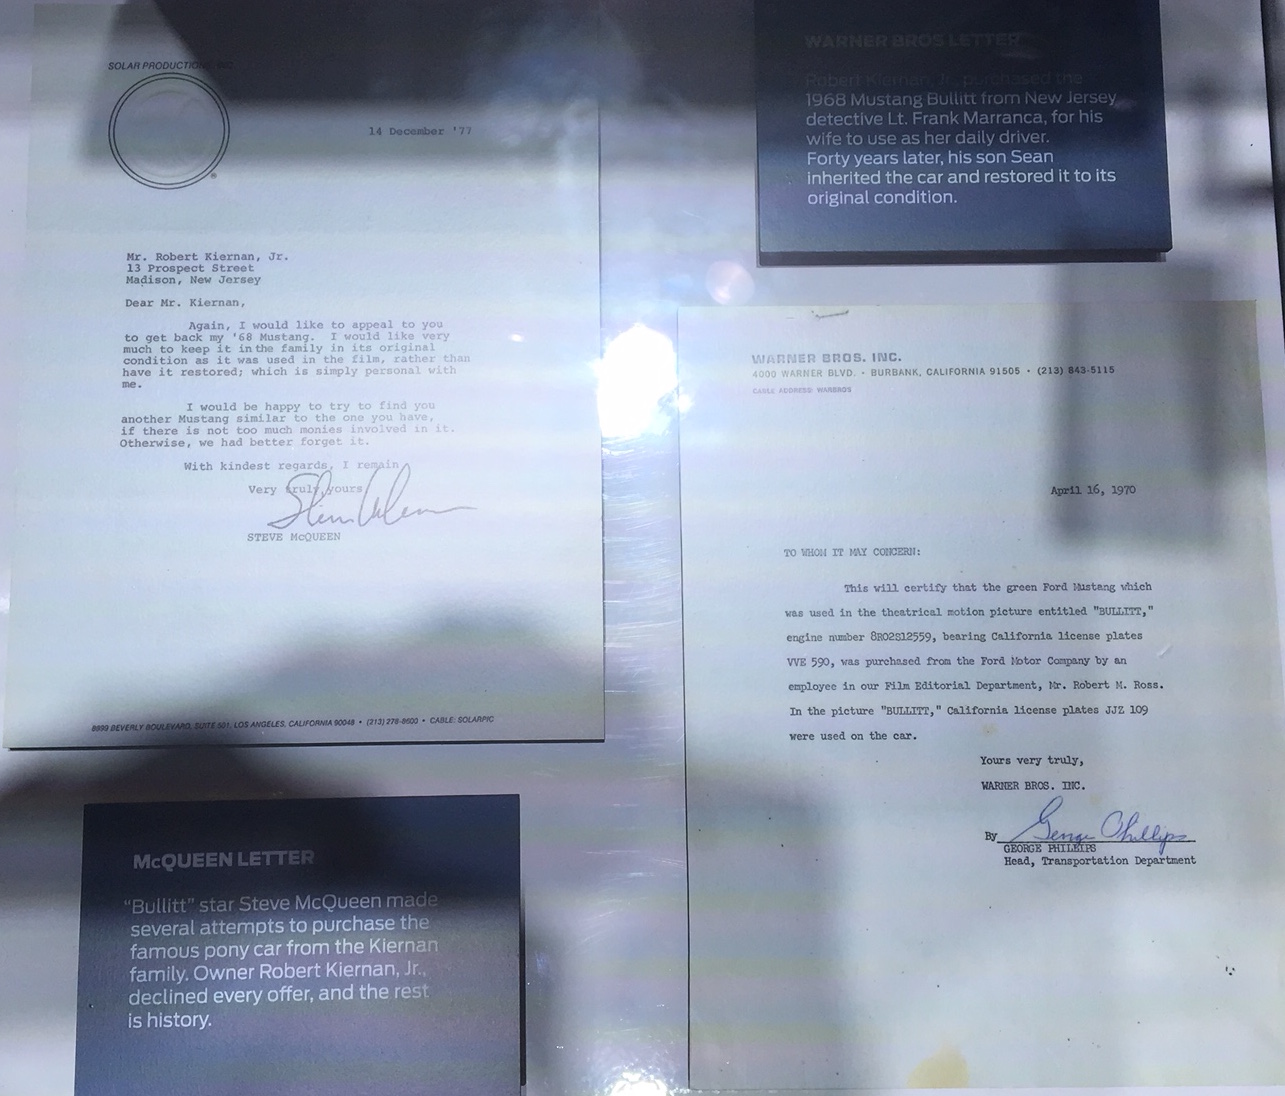 SOLAR PRODUCTIONS, INC.
14 December '77
Mr. Robert Kiernan, Jr.
13 Prospect Street
Madison, New Jersey
Dear Mr. Kiernan,
Again, I would like to appeal to you
to get back my '68 Mustang. I would like very
much to keep it in the family in its original
condition as it was used in the film, rather than
have it restored; which is simply personal with
me.
I would be happy to try to find you
another Mustang similar to the one you have,
if there is not too much monies involved in it.
Otherwise, we had better forget it.
With kindest regards, I remain
Very truly yours
STEVE McQUEEN
8899 BEVERLY BOULEVARD, SUITE 501, LOS ANGELES, CALIFORNIA 90048 • (213) 278-8600 • CABLE: SOLARPIC
McQUEEN LETTER
“Bullitt” star Steve McQueen made
several attempts to purchase the
famous pony car from the Kiernan
family. Owner Robert Kiernan, Jr.,
declined every offer, and the rest
is history.
WARNER BROS LETTER
Robert Kiernan, Jr., purchased the
1968 Mustang Bullitt from New Jersey
detective Lt. Frank Marranca, for his
wife to use as her daily driver.
Forty years later, his son Sean
inherited the car and restored it to its
original condition.
WARNER BROS. INC.
4000 WARNER BLVD. • BURBANK, CALIFORNIA 91505 • (213) 843-5115
CABLE ADDRESS: WARBROS
April 16, 1970
TO WHOM IT MAY CONCERN:
This will certify that the green Ford Mustang which
was used in the theatrical motion picture entitled "BULLITT,"
engine number 8R02S12559, bearing California license plates
VVE 590, was purchased from the Ford Motor Company by an
employee in our Film Editorial Department, Mr. Robert M. Ross.
In the picture "BULLITT," California license plates JJZ 109
were used on the car.
Yours very truly,
WARNER BROS. INC.
By George Phillips
GEORGE PHILLIPS
Head, Transportation Department